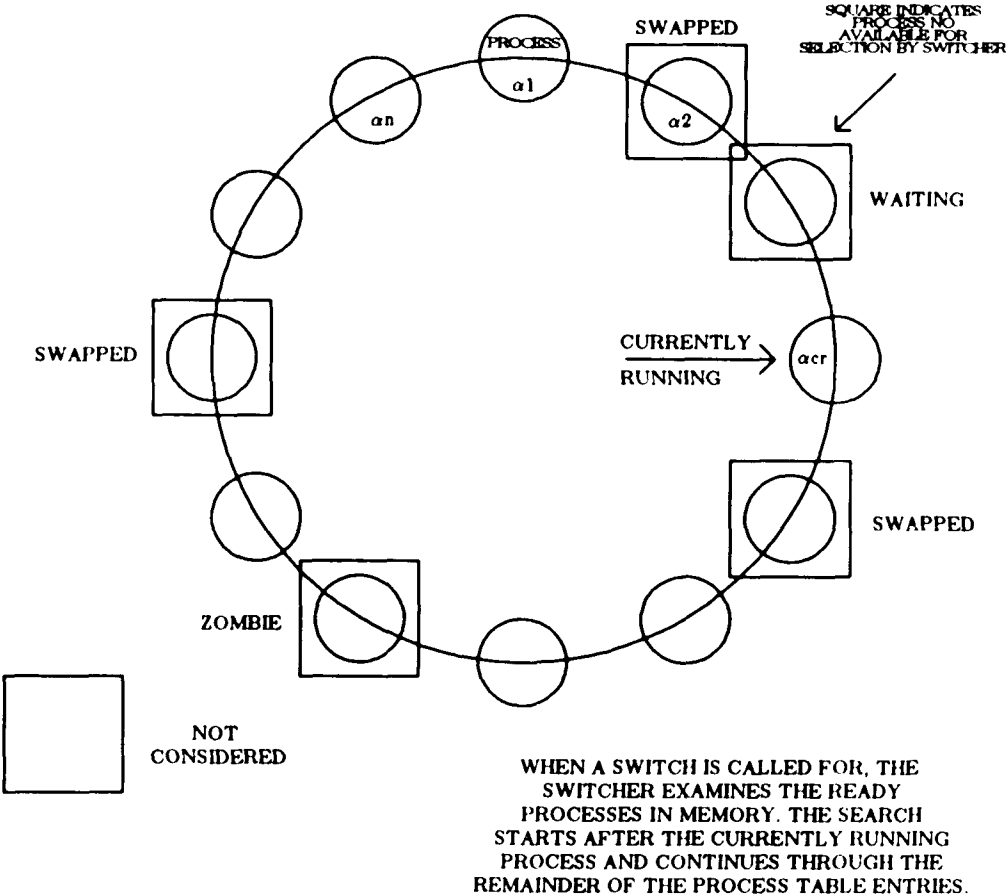 SQUARE INDICATES
PROCESS NO
AVAILABLE FOR
SELECTION BY SWITCHER
SWAPPED
PROCESS
α1
αn
α2
WAITING
SWAPPED
CURRENTLY
RUNNING
αcr
SWAPPED
ZOMBIE
NOT
CONSIDERED
WHEN A SWITCH IS CALLED FOR, THE
SWITCHER EXAMINES THE READY
PROCESSES IN MEMORY. THE SEARCH
STARTS AFTER THE CURRENTLY RUNNING
PROCESS AND CONTINUES THROUGH THE
REMAINDER OF THE PROCESS TABLE ENTRIES.